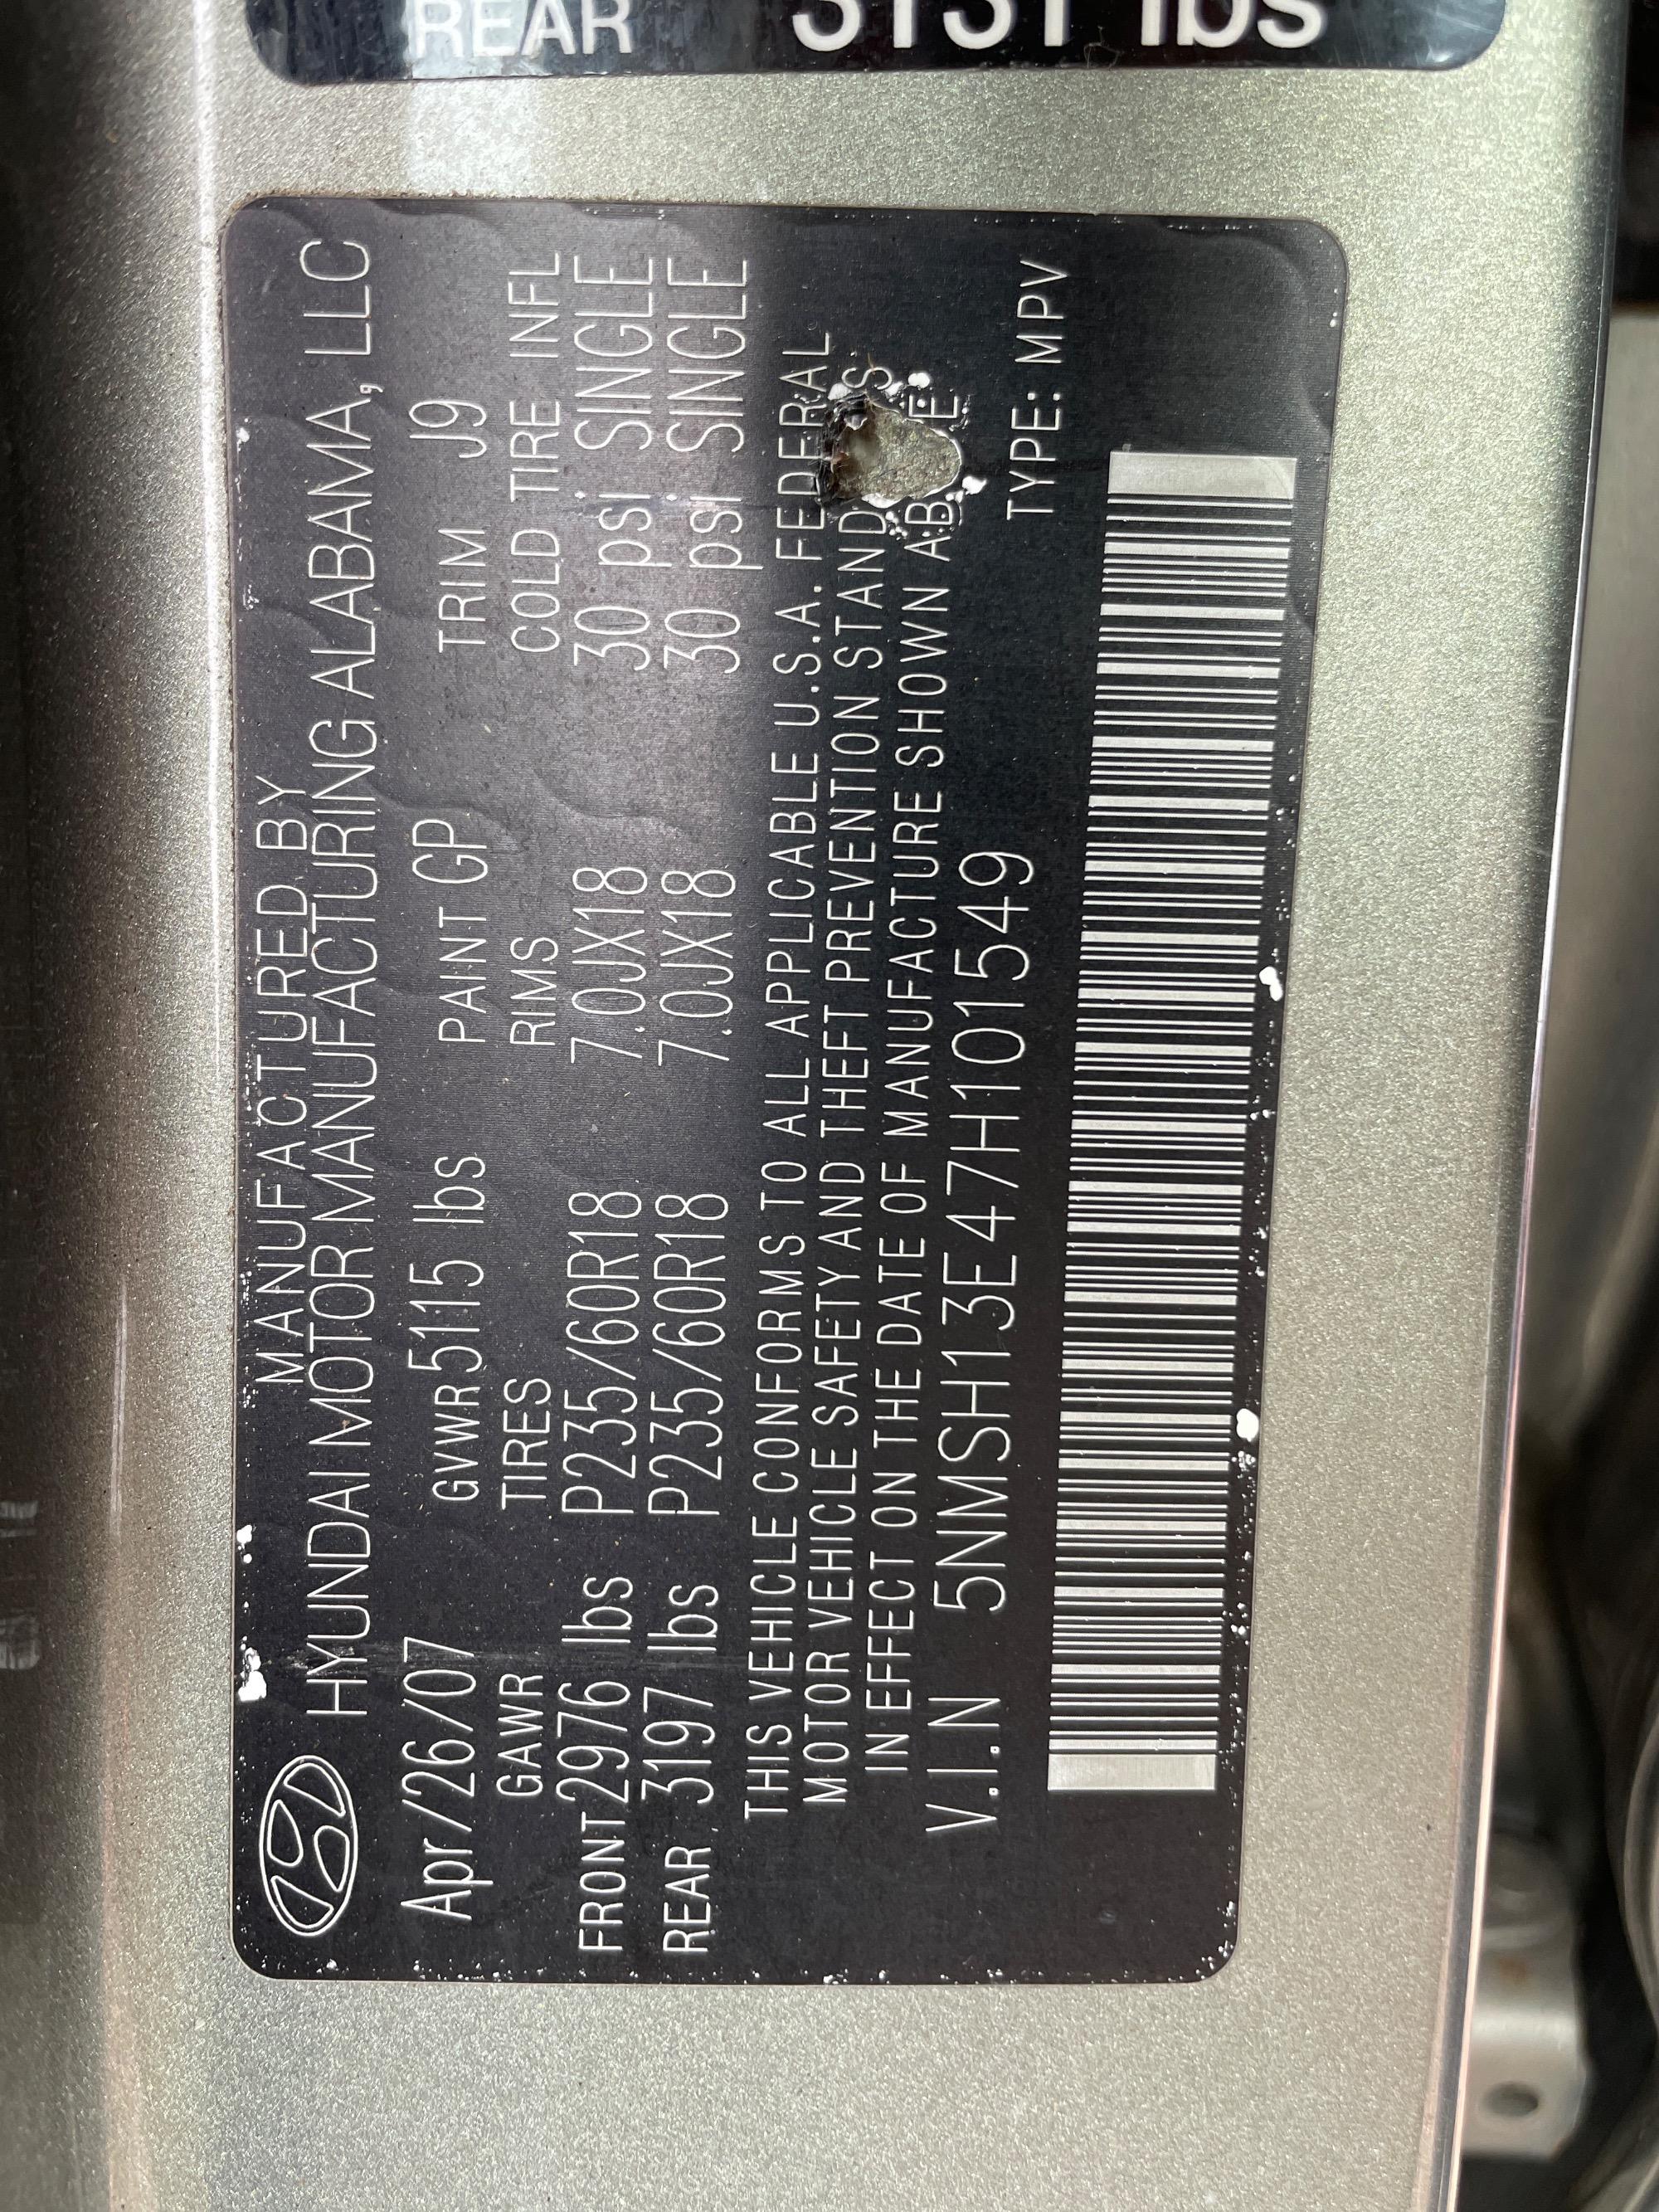 REAR 3131 lbs
MANUFACTURED BY
HYUNDAI MOTOR MANUFACTURING ALABAMA, LLC
Apr/26/07 GVWR 5115 lbs PAINT GP TRIM J9
GAWR TIRES RIMS COLD TIRE INFL
FRONT 2976 lbs P235/60R18 7.0JX18 30 psi SINGLE
REAR 3197 lbs P235/60R18 7.0JX18 30 psi SINGLE
THIS VEHICLE CONFORMS TO ALL APPLICABLE U.S.A. FEDERAL
MOTOR VEHICLE SAFETY AND THEFT PREVENTION STAND S
IN EFFECT ON THE DATE OF MANUFACTURE SHOWN AB E
V.I.N 5NMSH13E47H101549 TYPE: MPV